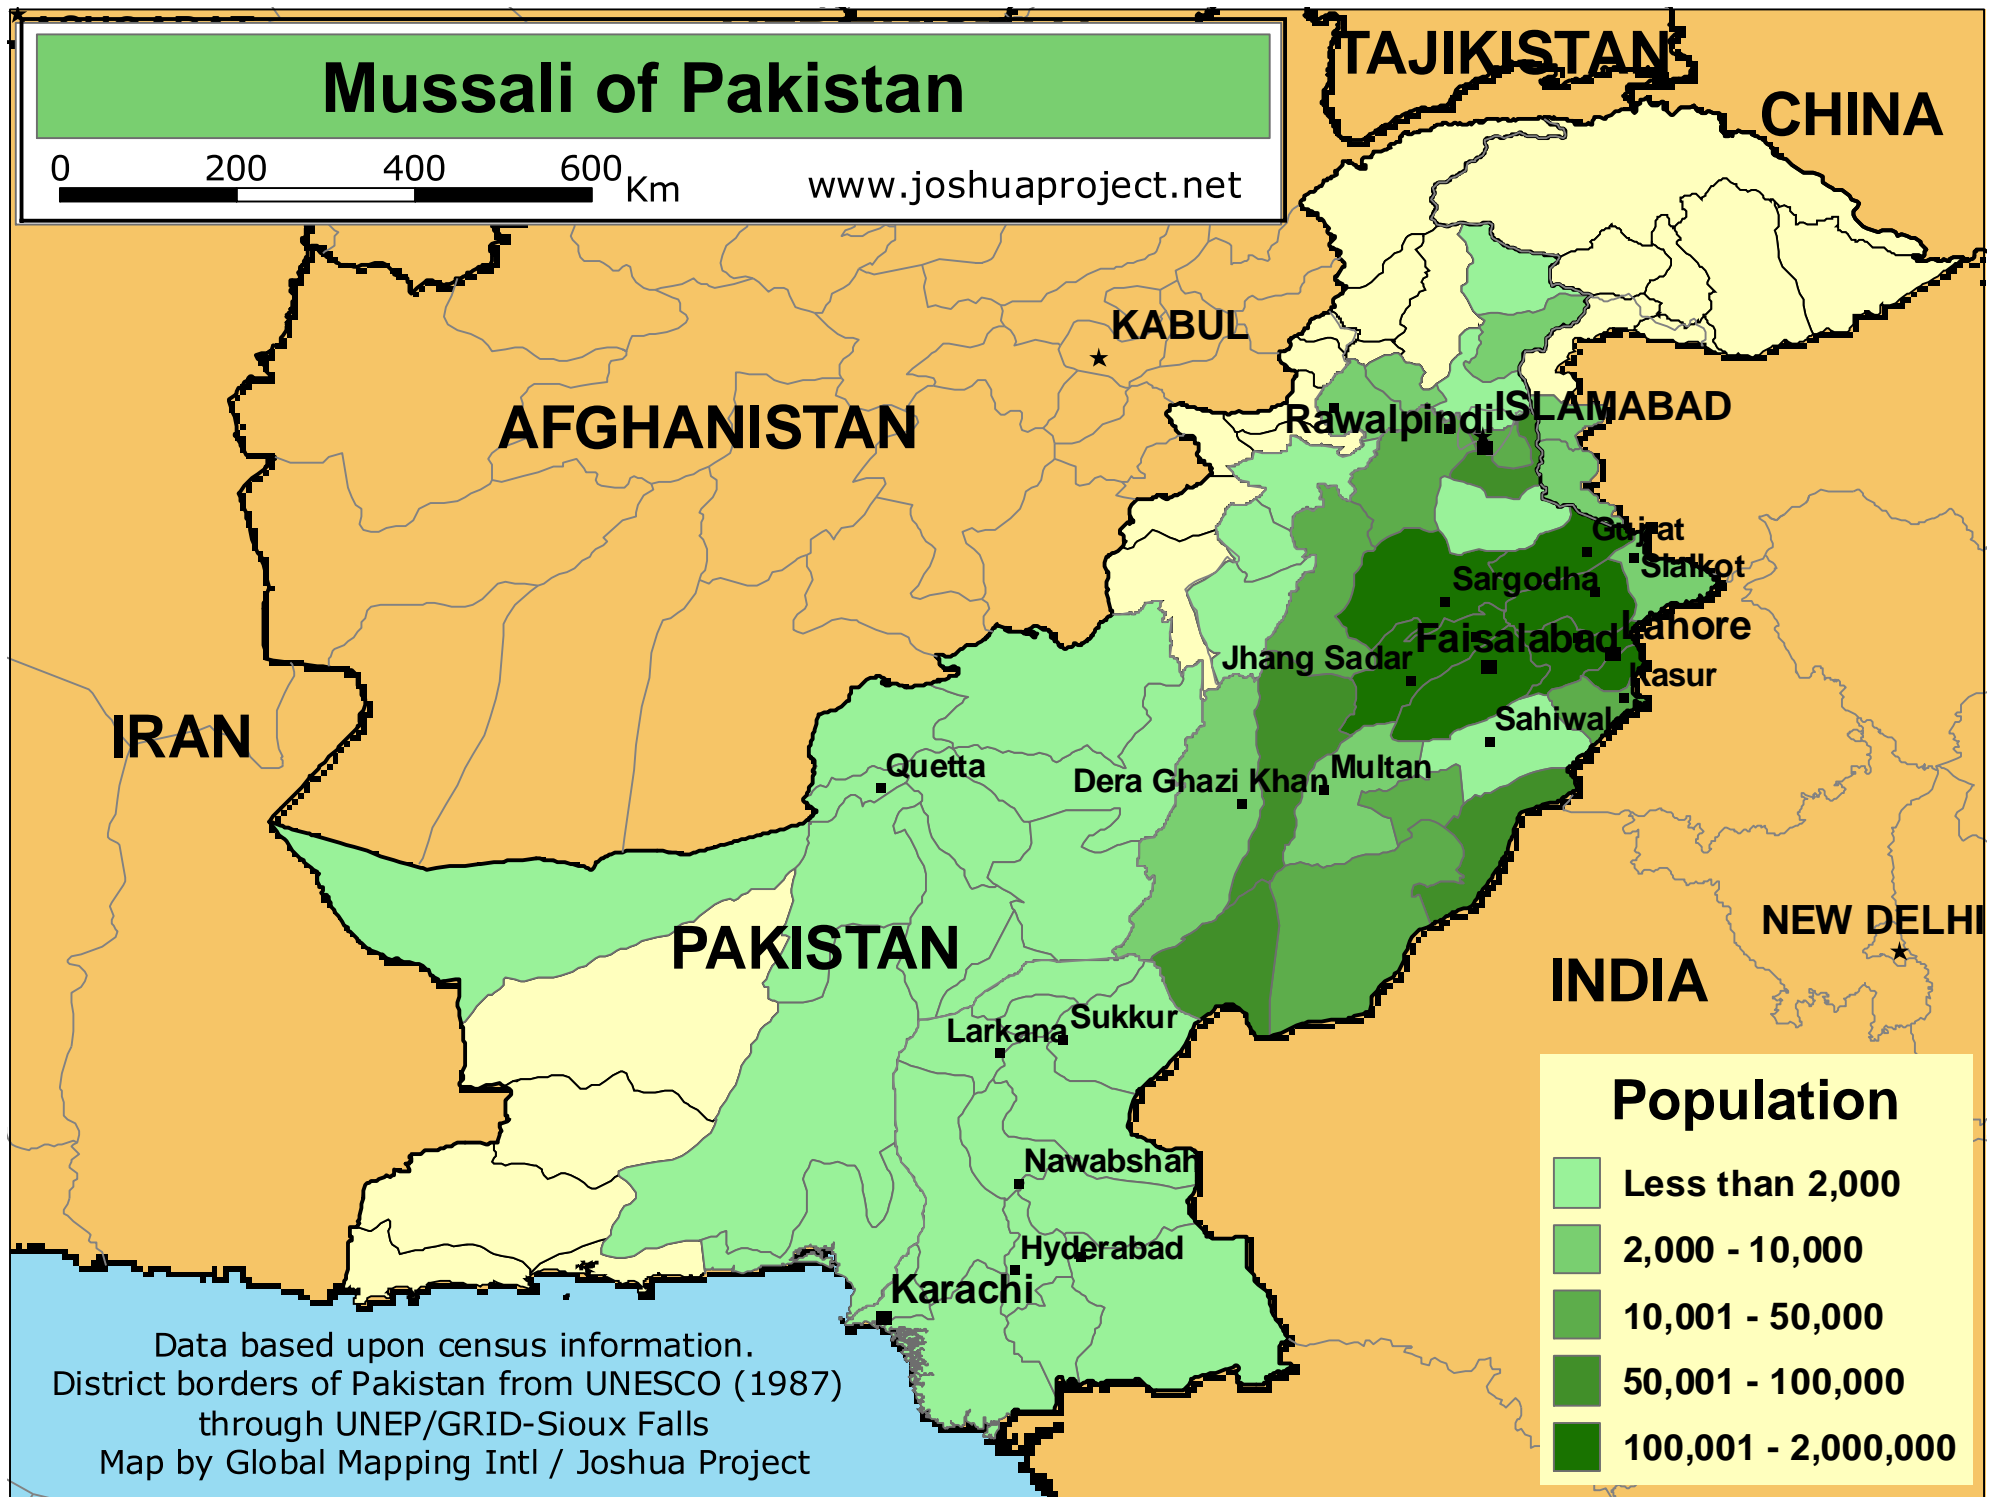 Mussali of Pakistan
0 200 400 600 Km
www.joshuaproject.net
TAJIKISTAN
CHINA
KABUL
AFGHANISTAN
Rawalpindi
ISLAMABAD
Gujrat
Sialkot
Sargodha
Faisalabad
Lahore
Jhang Sadar
Kasur
IRAN
Sahiwal
Quetta
Dera Ghazi Khan
Multan
PAKISTAN
NEW DELHI
INDIA
Larkana
Sukkur
Nawabshah
Hyderabad
Karachi
Population
Less than 2,000
2,000 - 10,000
10,001 - 50,000
50,001 - 100,000
100,001 - 2,000,000
Data based upon census information.
District borders of Pakistan from UNESCO (1987)
through UNEP/GRID-Sioux Falls
Map by Global Mapping Intl / Joshua Project